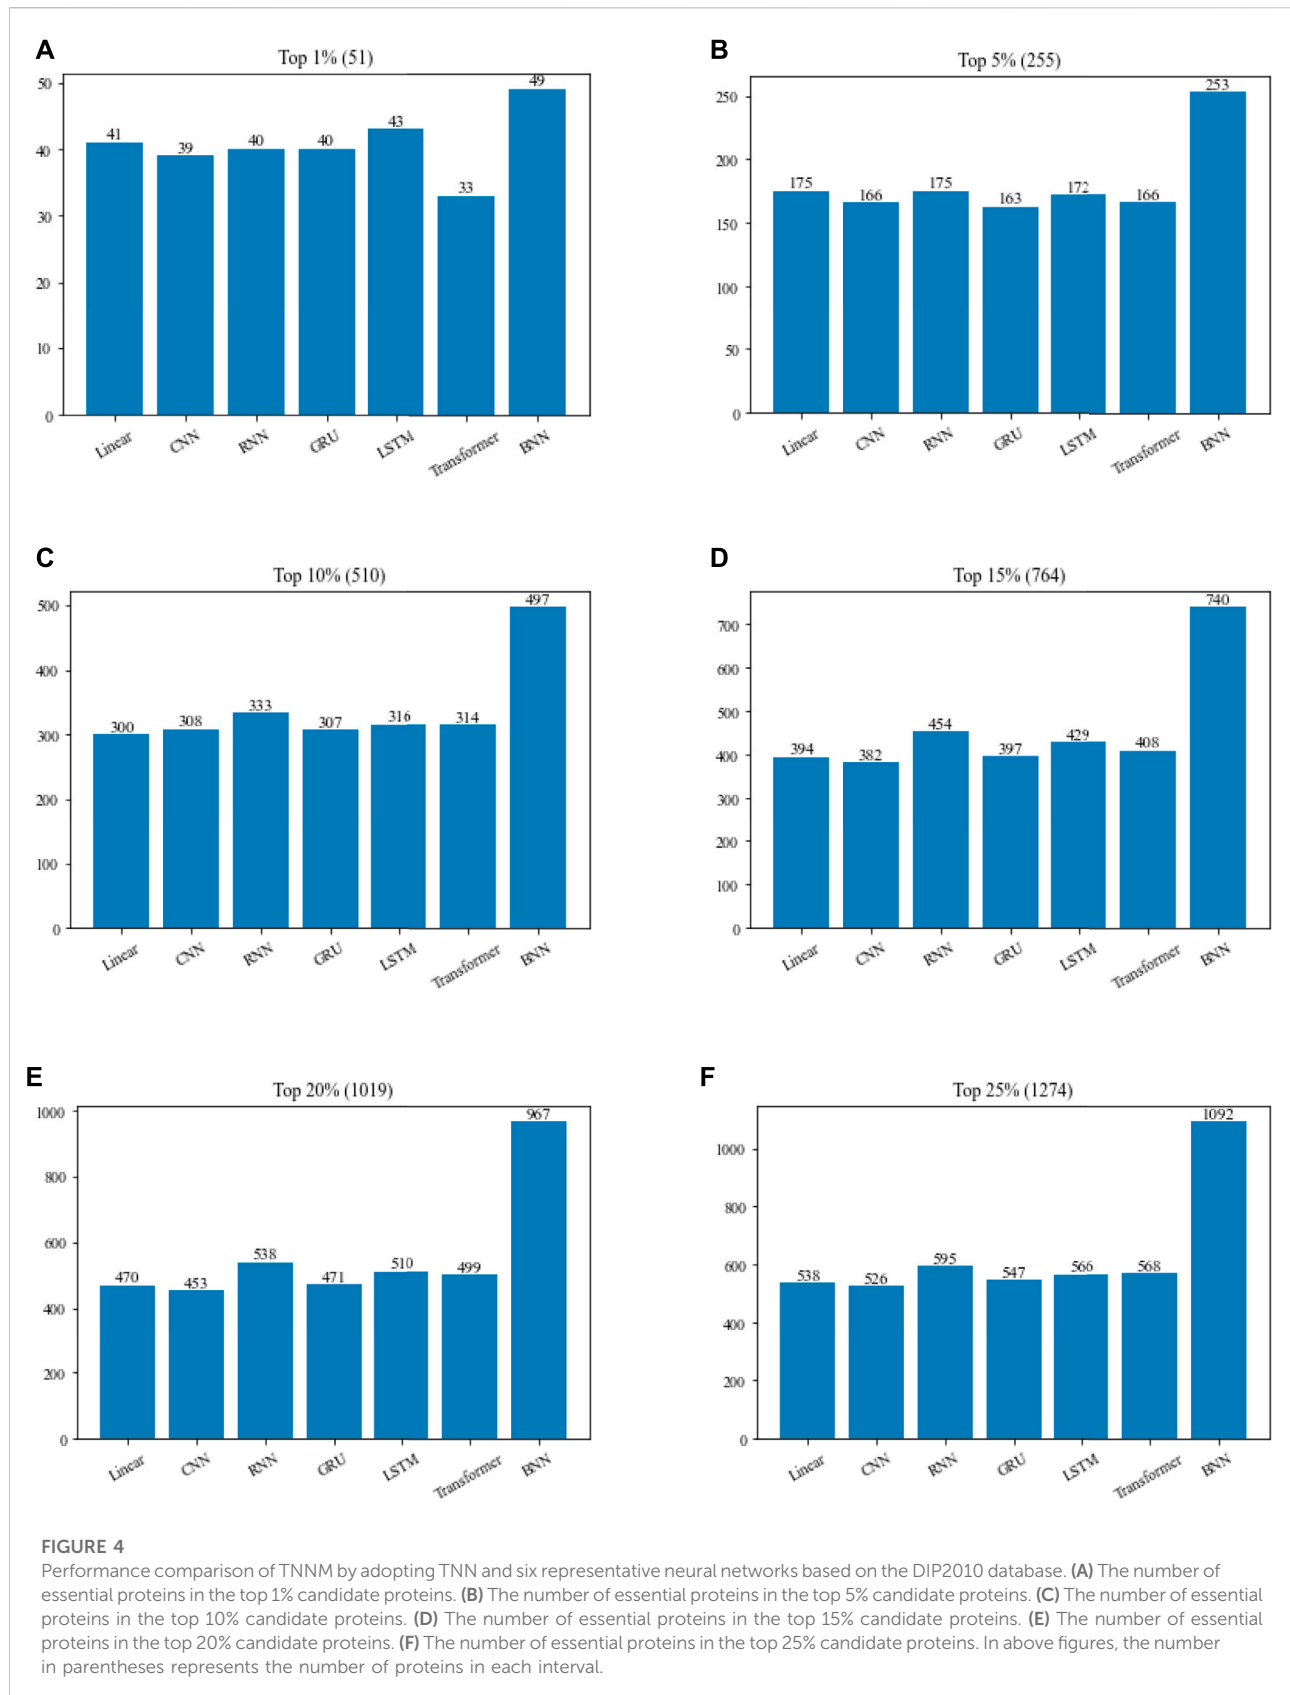 A
Top 1% (51)
50
40
30
20
10
0
41
39
40
40
43
33
49
Linear
CNN
RNN
GRU
LSTM
Transformer
BNN
B
Top 5% (255)
250
200
150
100
50
0
175
166
175
163
172
166
253
Linear
CNN
RNN
GRU
LSTM
Transformer
BNN
C
Top 10% (510)
500
400
300
200
100
0
300
308
333
307
316
314
497
Linear
CNN
RNN
GRU
LSTM
Transformer
BNN
D
Top 15% (764)
700
600
500
400
300
200
100
0
394
382
454
397
429
408
740
Linear
CNN
RNN
GRU
LSTM
Transformer
BNN
E
Top 20% (1019)
1000
800
600
400
200
0
470
453
538
471
510
499
967
Linear
CNN
RNN
GRU
LSTM
Transformer
BNN
F
Top 25% (1274)
1000
800
600
400
200
0
538
526
595
547
566
568
1092
Linear
CNN
RNN
GRU
LSTM
Transformer
BNN
FIGURE 4
Performance comparison of TNNM by adopting TNN and six representative neural networks based on the DIP2010 database. (A) The number of
essential proteins in the top 1% candidate proteins. (B) The number of essential proteins in the top 5% candidate proteins. (C) The number of essential
proteins in the top 10% candidate proteins. (D) The number of essential proteins in the top 15% candidate proteins. (E) The number of essential
proteins in the top 20% candidate proteins. (F) The number of essential proteins in the top 25% candidate proteins. In above figures, the number
in parentheses represents the number of proteins in each interval.